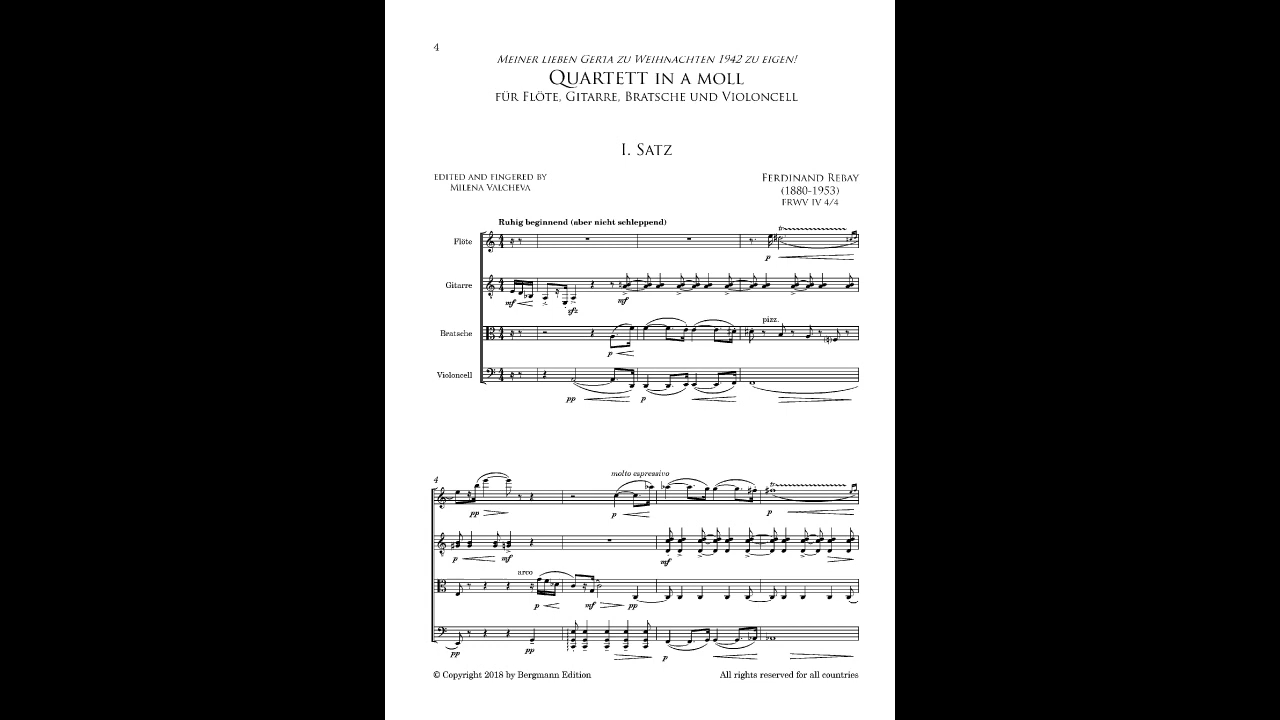 4
Meiner lieben Gerta zu Weihnachten 1942 zu eigen!
Quartett in a moll
für Flöte, Gitarre, Bratsche und Violoncell
I. Satz
edited and fingered by
Milena Valcheva
Ferdinand Rebay
(1880-1953)
FRWV IV 4/4
Ruhig beginnend (aber nicht schleppend)
Flöte
p
Gitarre
mf
sfz
mf
pizz.
Bratsche
p
Violoncell
pp
p
4
molto espressivo
pp
p
p
p
mf
mf
arco
p
mf
pp
pp
pp
p
© Copyright 2018 by Bergmann Edition
All rights reserved for all countries